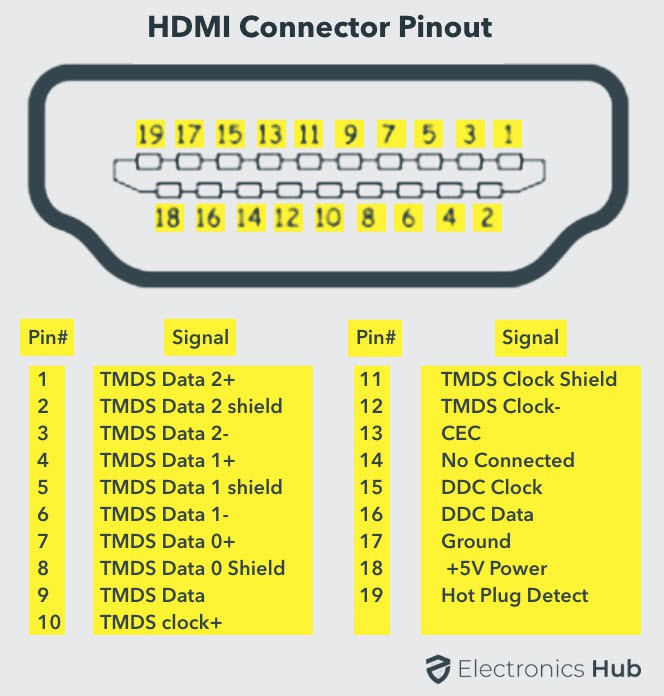 HDMI Connector Pinout
19 17 15 13 11 9 7 5 3 1
18 16 14 12 10 8 6 4 2
Pin# Signal Pin# Signal
1 TMDS Data 2+ 11 TMDS Clock Shield
2 TMDS Data 2 shield 12 TMDS Clock-
3 TMDS Data 2- 13 CEC
4 TMDS Data 1+ 14 No Connected
5 TMDS Data 1 shield 15 DDC Clock
6 TMDS Data 1- 16 DDC Data
7 TMDS Data 0+ 17 Ground
8 TMDS Data 0 Shield 18 +5V Power
9 TMDS Data 19 Hot Plug Detect
10 TMDS clock+
Electronics Hub